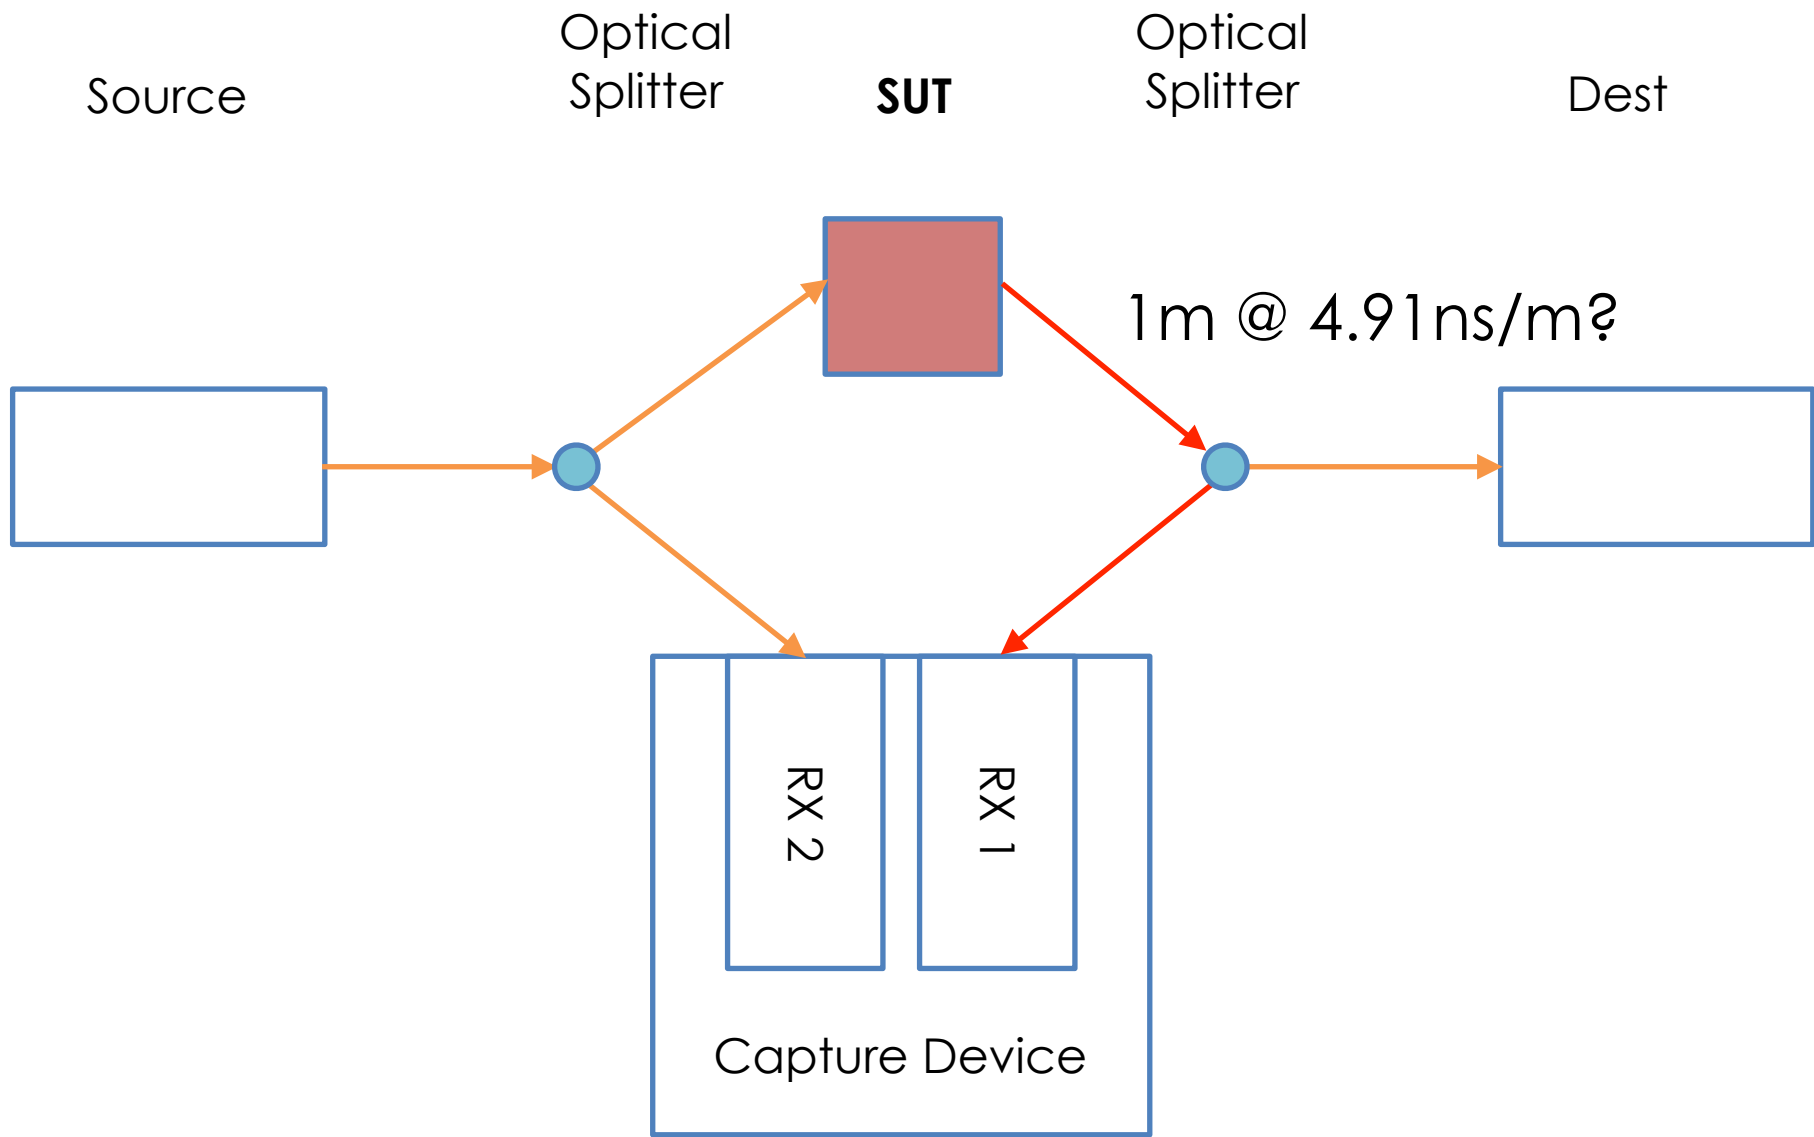 Source
Optical
Splitter
SUT
Optical
Splitter
Dest
1m @ 4.91ns/m?
RX 2
RX 1
Capture Device